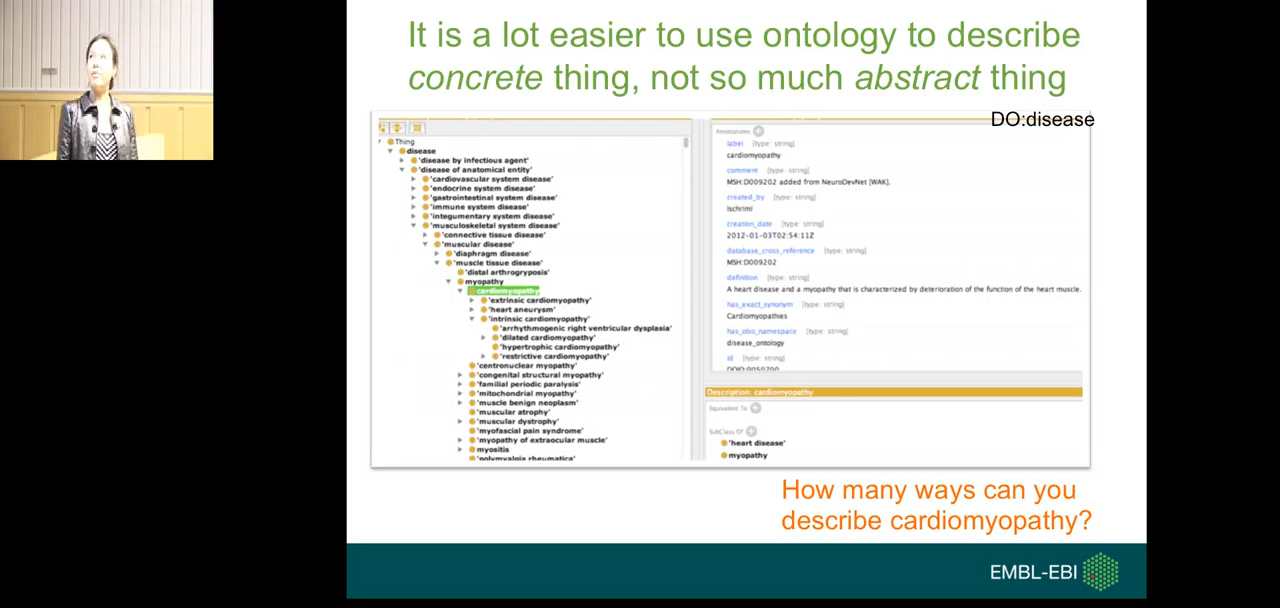 It is a lot easier to use ontology to describe
concrete thing, not so much abstract thing
DO:disease
Thing
disease
'disease by infectious agent'
'disease of anatomical entity'
'cardiovascular system disease'
'endocrine system disease'
'gastrointestinal system disease'
'immune system disease'
'integumentary system disease'
'musculoskeletal system disease'
'connective tissue disease'
'muscular disease'
'diaphragm disease'
'muscle tissue disease'
'distal arthrogryposis'
myopathy
cardiomyopathy
'extrinsic cardiomyopathy'
'heart aneurysm'
'intrinsic cardiomyopathy'
'arrhythmogenic right ventricular dysplasia'
'dilated cardiomyopathy'
'hypertrophic cardiomyopathy'
'restrictive cardiomyopathy'
'centronuclear myopathy'
'congenital structural myopathy'
'familial periodic paralysis'
'mitochondrial myopathy'
'muscle benign neoplasm'
'muscular atrophy'
'muscular dystrophy'
'myofascial pain syndrome'
'myopathy of extraocular muscle'
myositis
'polymyalgia rheumatica'
Annotations
label [type: string]
cardiomyopathy
comment [type: string]
MSH:D009202 added from NeuroDevNet [WAK].
created_by [type: string]
lschriml
creation_date [type: string]
2012-01-03T02:54:11Z
database_cross_reference [type: string]
MSH:D009202
definition [type: string]
A heart disease and a myopathy that is characterized by deterioration of the function of the heart muscle.
has_exact_synonym [type: string]
Cardiomyopathies
has_obo_namespace [type: string]
disease_ontology
id [type: string]
DOID:0050700
Description: cardiomyopathy
Equivalent To
SubClass Of
'heart disease'
myopathy
How many ways can you
describe cardiomyopathy?
EMBL-EBI